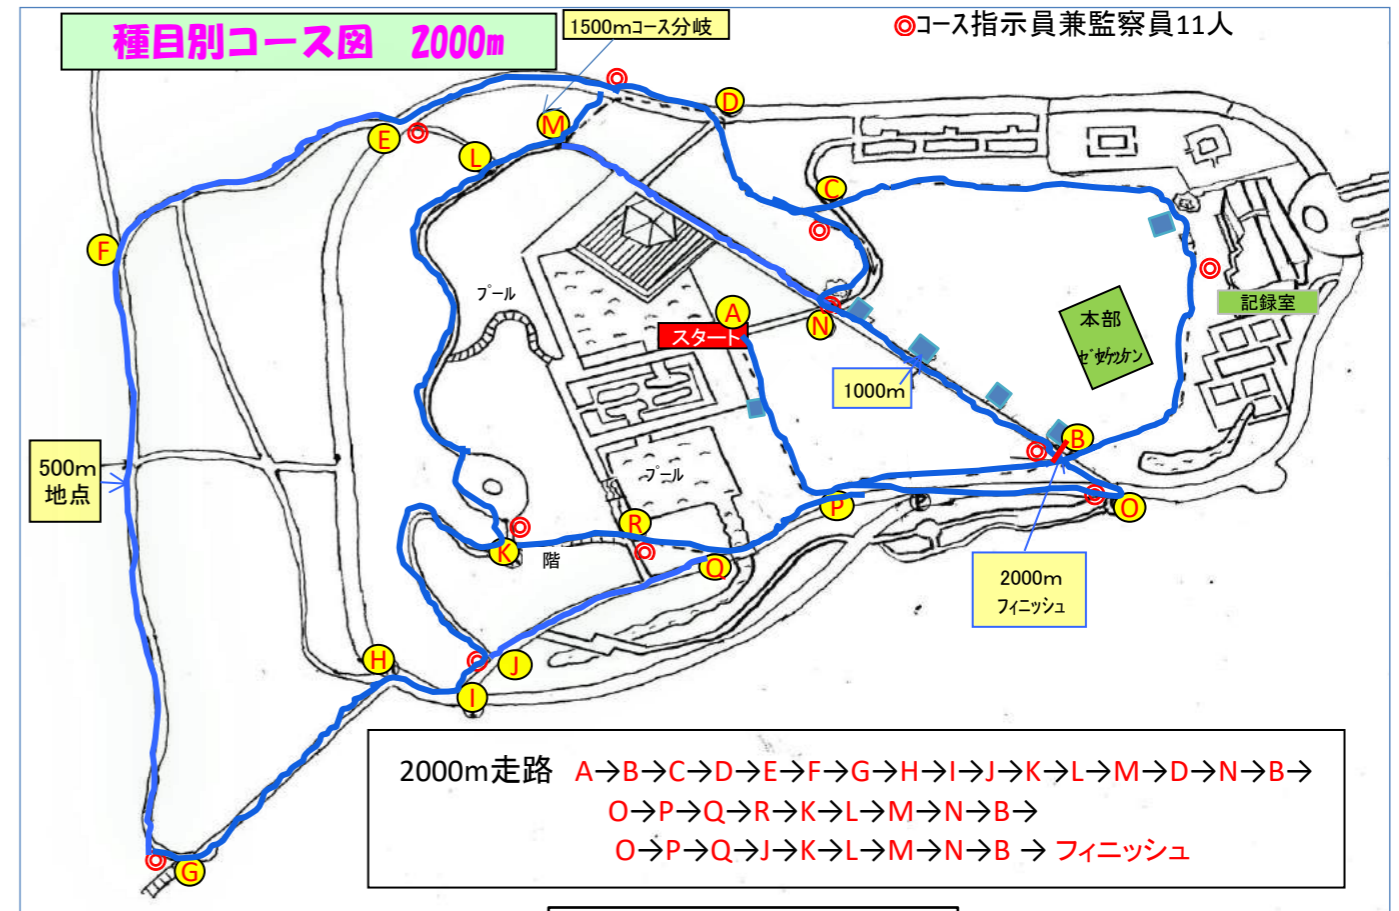 種目別コース図　2000m
1500mコース分岐
◎コース指示員兼監察員11人
D
M
E
L
C
F
プール
A
スタート
N
記録室
本部
1000m
B
500m
地点
プール
P
O
R
K
階
Q
2000m
フィニッシュ
H
J
I
G
2000m走路　A→B→C→D→E→F→G→H→I→J→K→L→M→D→N→B→
O→P→Q→R→K→L→M→N→B→
O→P→Q→J→K→L→M→N→B → フィニッシュ